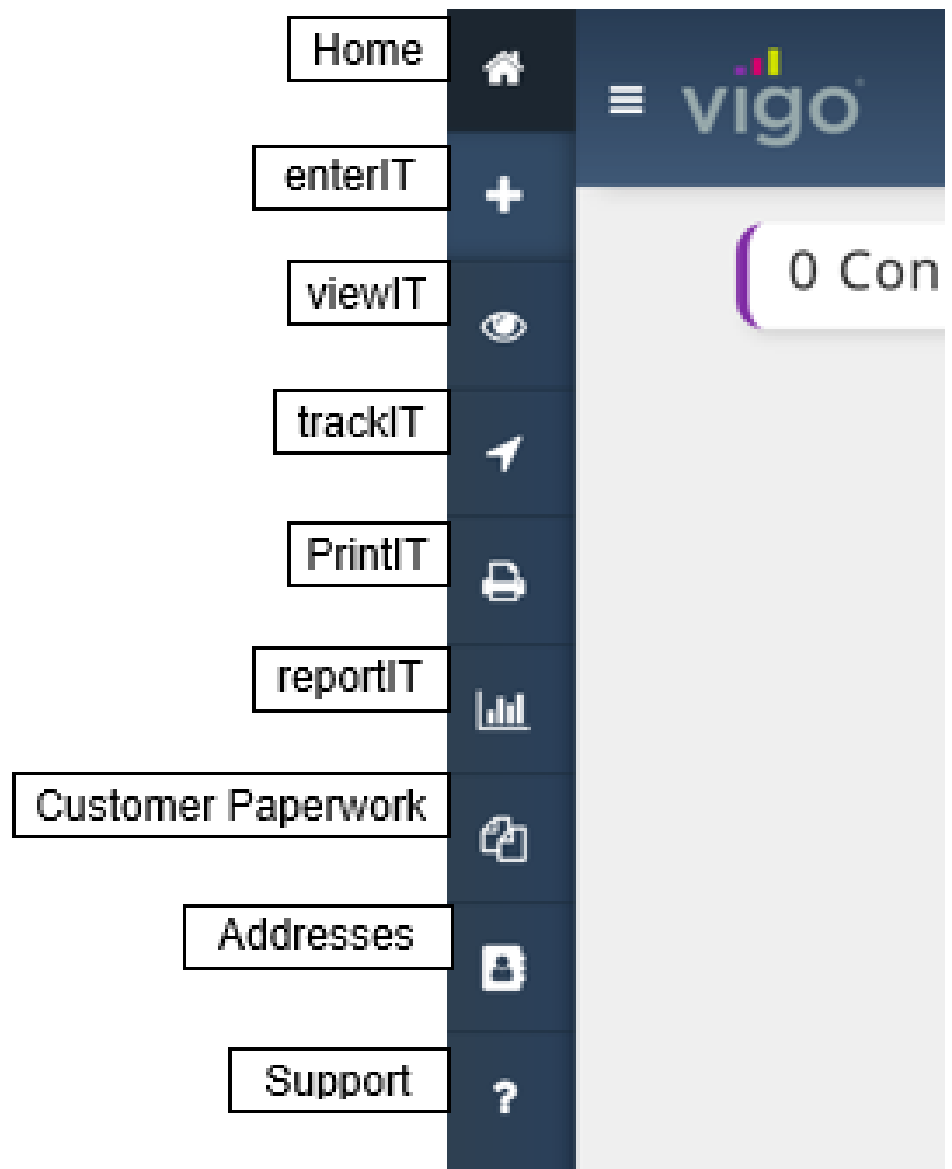 Home
vigo
enterIT
0 Con
viewIT
trackIT
PrintIT
reportIT
Customer Paperwork
Addresses
Support
?